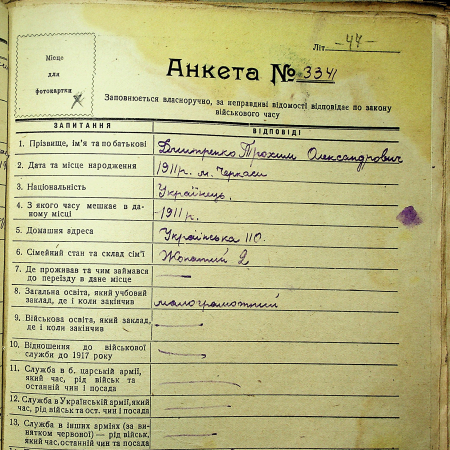 Літ. -44-
Місце
для
фотокартки
Анкета № 3341
Заповнюється власноручно, за неправдиві відомості відповідає по закону
військового часу
ЗАПИТАННЯ ВІДПОВІДІ
1. Прізвище, ім'я та по батькові Дмитренко Трохим Олександрович
2. Дата та місце народження 1911 р. м. Черкаси
3. Національність Українець.
4. З якого часу мешкає в да-
ному місці - 1911 р.
5. Домашня адреса Українська 110.
6. Сімейний стан та склад сім'ї Жонатий 2
7. Де проживав та чим займався
до переїзду в дане місце —
8. Загальна освіта, який учбовий
заклад, де і коли закінчив малограмотний
9. Військова освіта, який заклад,
де і коли закінчив —
10. Відношення до військової
служби до 1917 року —
11. Служба в б. царській армії,
який час, рід військ та
останній чин і посада —
12. Служба в Українській армії, який
час, рід військ та ост. чин і посада —
13. Служба в інших арміях (за ви-
нятком червоної) — рід військ,
який час, останній чин та посада —